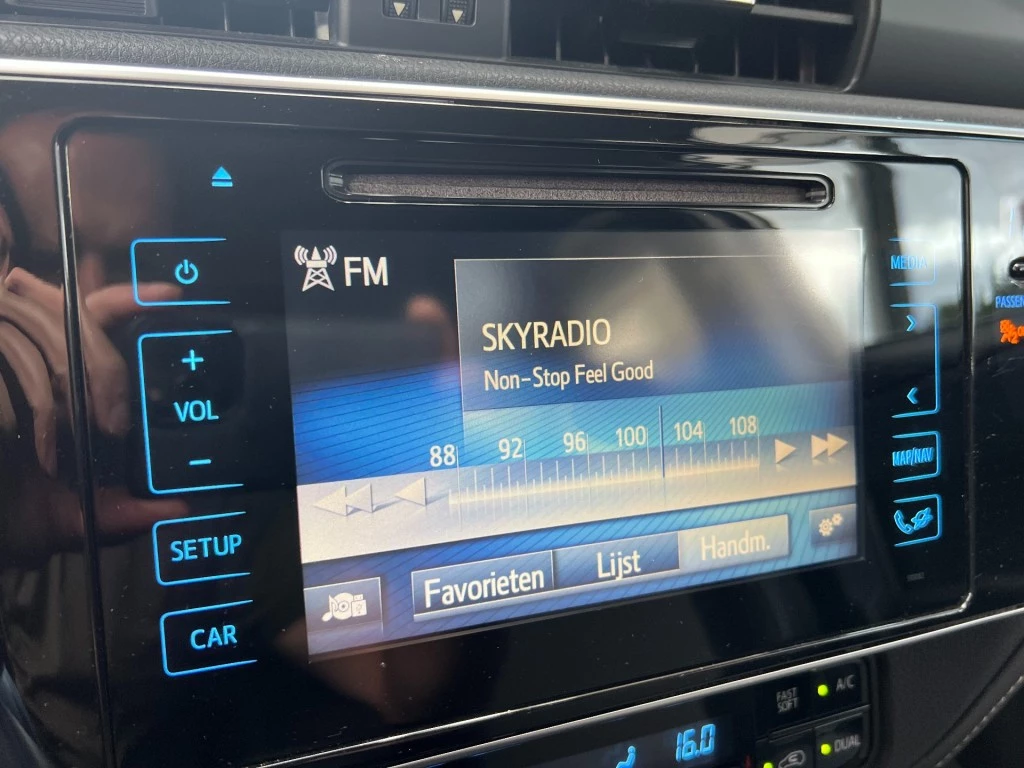 FM
MEDIA
SKYRADIO
Non-Stop Feel Good
VOL
88 92 96 100 104 108
MAP/NAV
SETUP
Favorieten Lijst Handm.
CAR
PASSEN
FAST
SOFT
A/C
16.0
DUAL